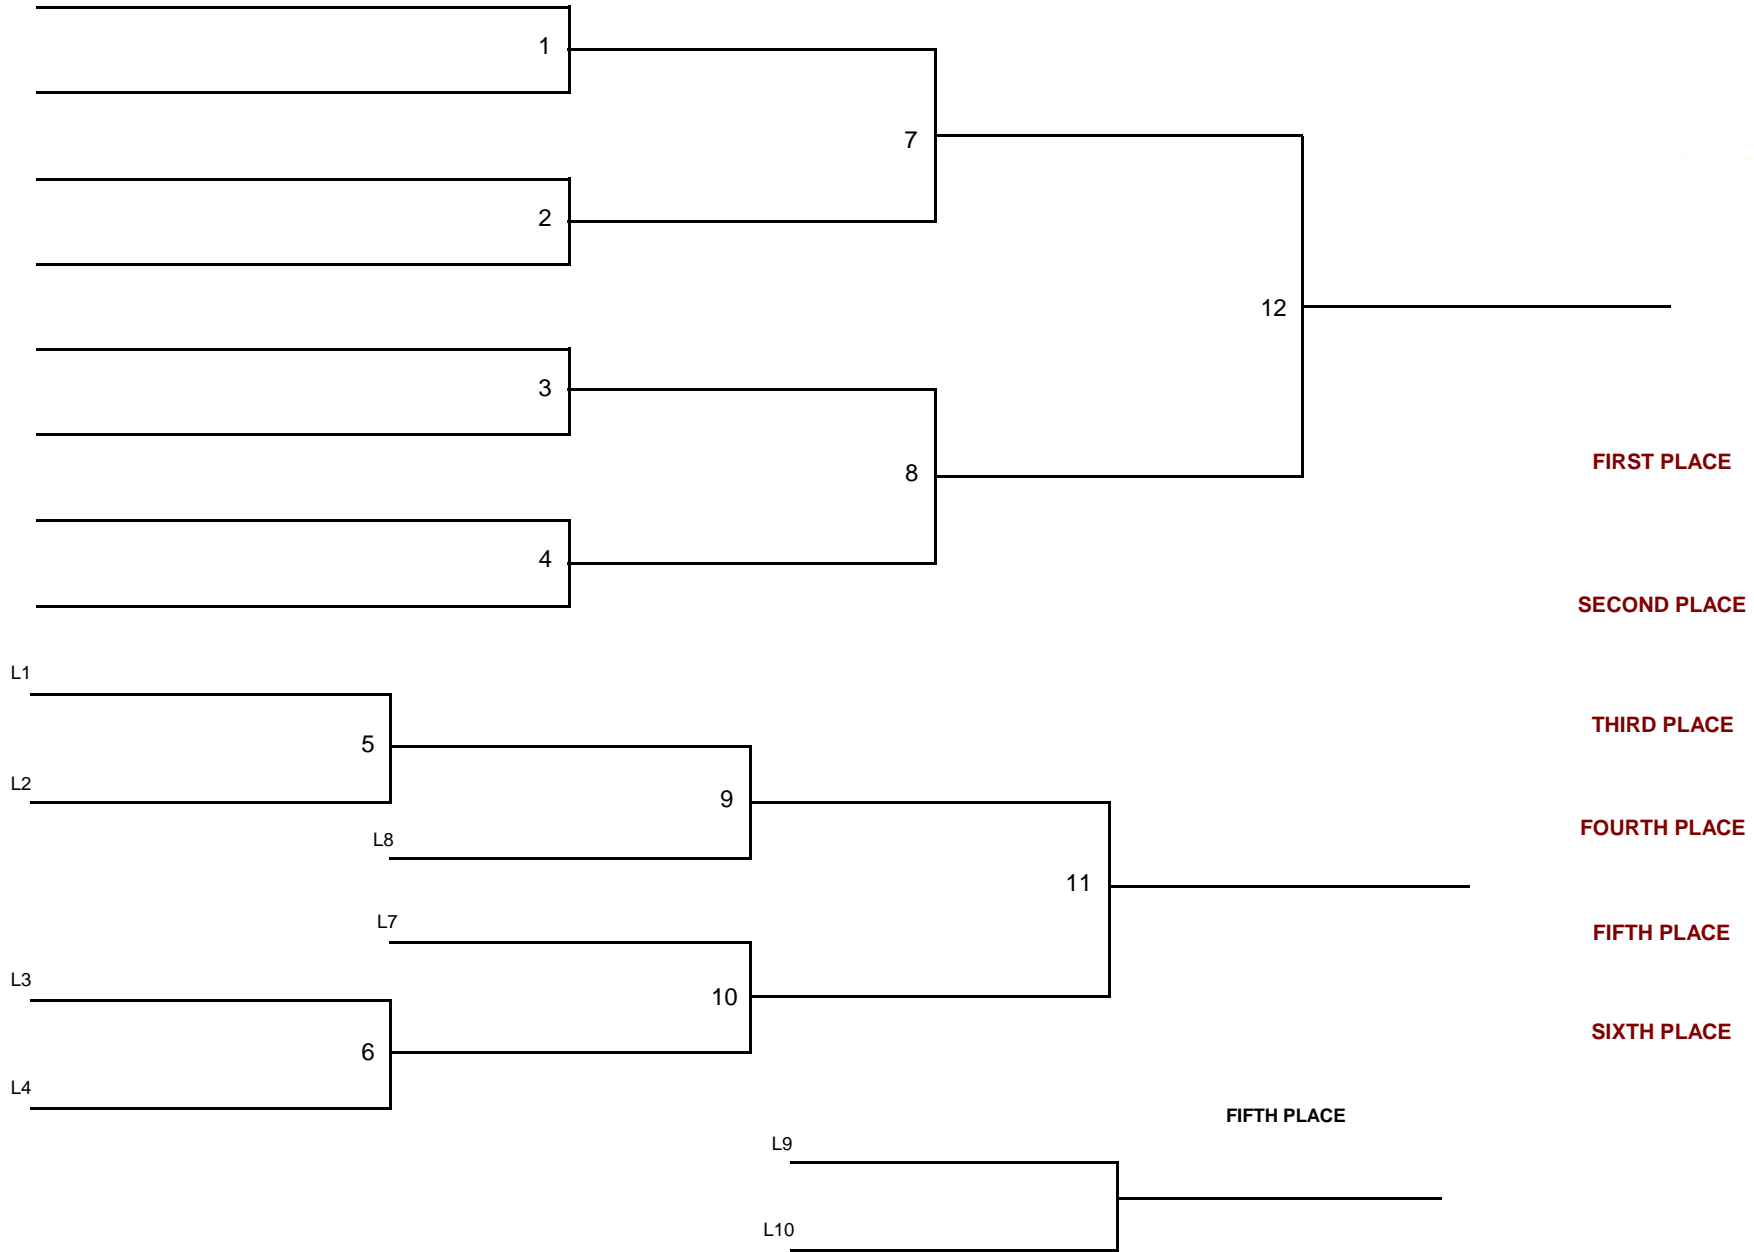 1
7
2
12
3
FIRST PLACE
8
4
SECOND PLACE
L1
THIRD PLACE
5
L2
9
FOURTH PLACE
L8
11
L7
FIFTH PLACE
L3
10
SIXTH PLACE
6
L4
FIFTH PLACE
L9
L10